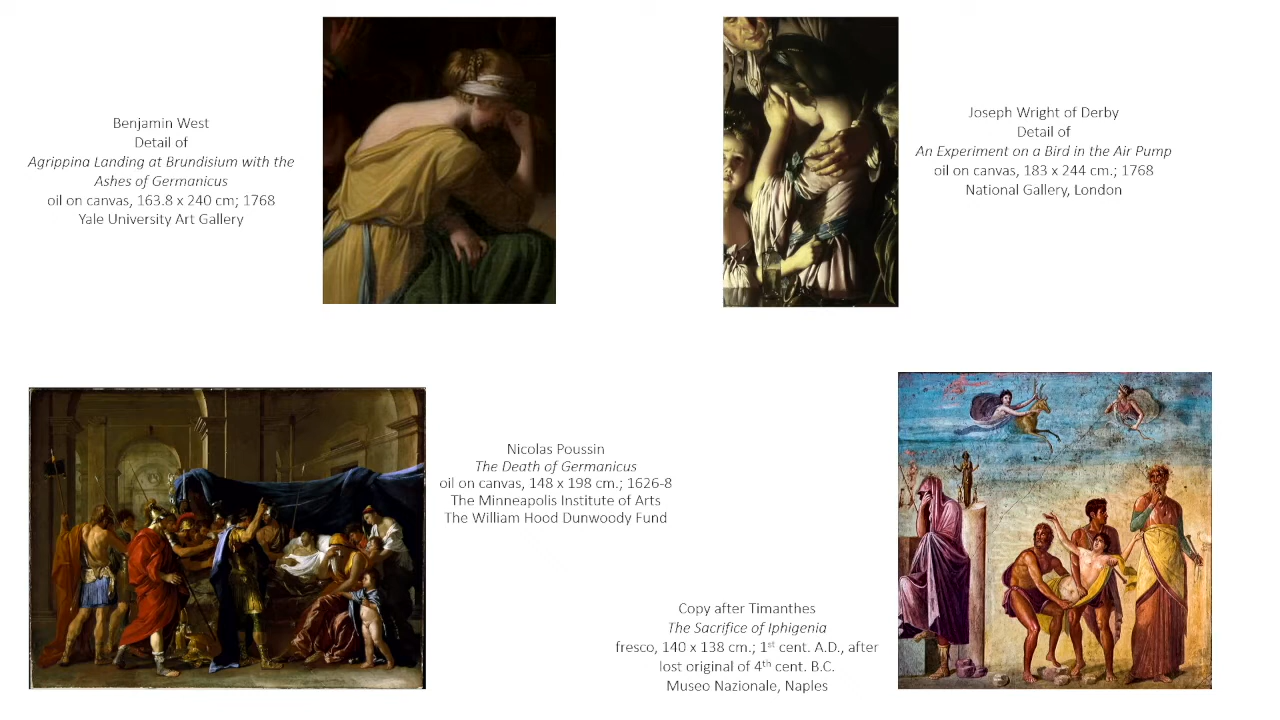 Benjamin West
Detail of
Agrippina Landing at Brundisium with the
Ashes of Germanicus
oil on canvas, 163.8 x 240 cm; 1768
Yale University Art Gallery
Joseph Wright of Derby
Detail of
An Experiment on a Bird in the Air Pump
oil on canvas, 183 x 244 cm.; 1768
National Gallery, London
Nicolas Poussin
The Death of Germanicus
oil on canvas, 148 x 198 cm.; 1626-8
The Minneapolis Institute of Arts
The William Hood Dunwoody Fund
Copy after Timanthes
The Sacrifice of Iphigenia
fresco, 140 x 138 cm.; 1st cent. A.D., after
lost original of 4th cent. B.C.
Museo Nazionale, Naples